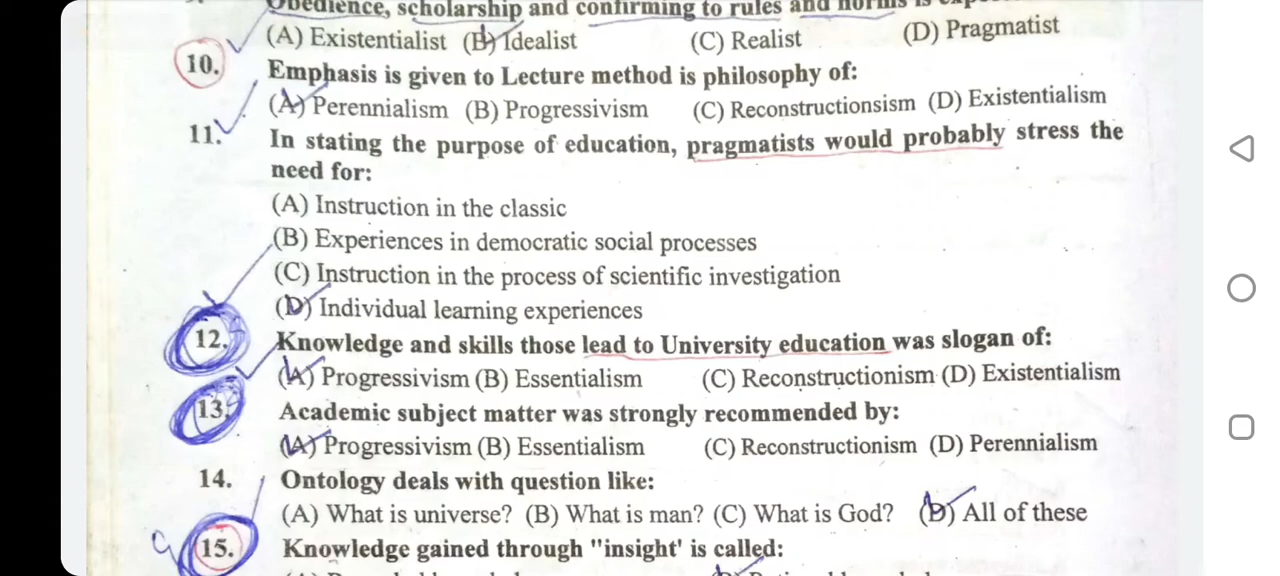 Obedience, scholarship and confirming to rules and norms is
(A) Existentialist (B) Idealist (C) Realist (D) Pragmatist
10. Emphasis is given to Lecture method is philosophy of:
(A) Perennialism (B) Progressivism (C) Reconstructionsism (D) Existentialism
11. In stating the purpose of education, pragmatists would probably stress the
need for:
(A) Instruction in the classic
(B) Experiences in democratic social processes
(C) Instruction in the process of scientific investigation
(D) Individual learning experiences
12. Knowledge and skills those lead to University education was slogan of:
(A) Progressivism (B) Essentialism (C) Reconstructionism (D) Existentialism
13. Academic subject matter was strongly recommended by:
(A) Progressivism (B) Essentialism (C) Reconstructionism (D) Perennialism
14. Ontology deals with question like:
(A) What is universe? (B) What is man? (C) What is God? (D) All of these
15. Knowledge gained through "insight' is called: